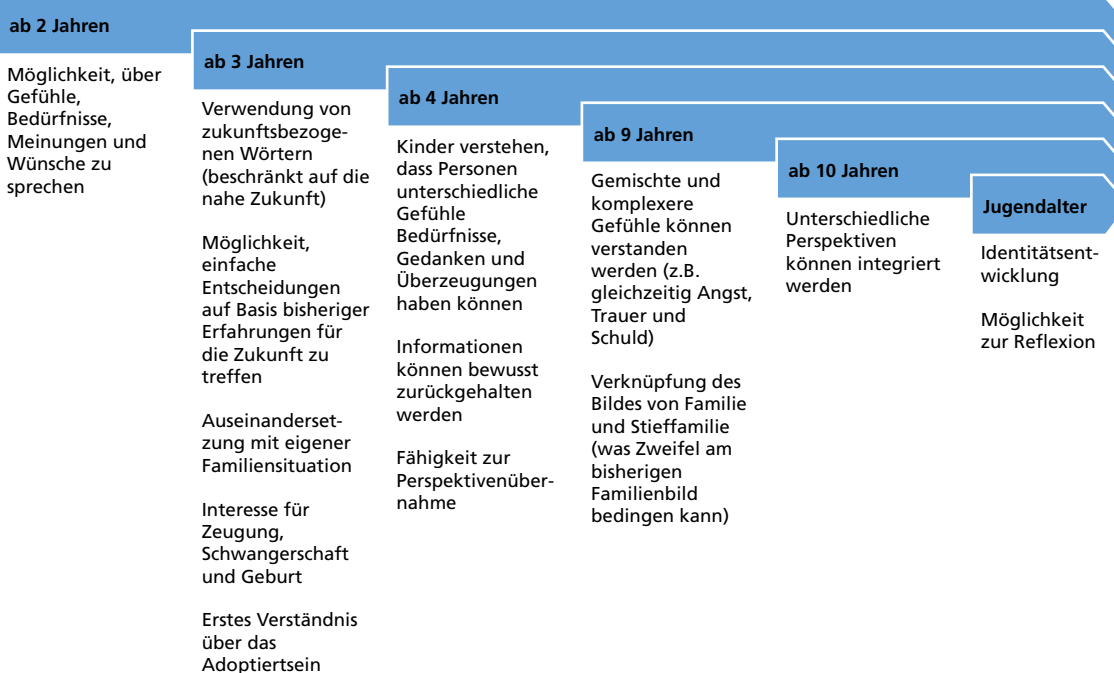 ab 2 Jahren
Möglichkeit, über
Gefühle,
Bedürfnisse,
Meinungen und
Wünsche zu
sprechen
ab 3 Jahren
Verwendung von
zukunftsbezoge-
nen Wörtern
(beschränkt auf die
nahe Zukunft)
Möglichkeit,
einfache
Entscheidungen
auf Basis bisheriger
Erfahrungen für
die Zukunft zu
treffen
Auseinanderset-
zung mit eigener
Familiensituation
Interesse für
Zeugung,
Schwangerschaft
und Geburt
Erstes Verständnis
über das
Adoptiertsein
ab 4 Jahren
Kinder verstehen,
dass Personen
unterschiedliche
Gefühle
Bedürfnisse,
Gedanken und
Überzeugungen
haben können
Informationen
können bewusst
zurückgehalten
werden
Fähigkeit zur
Perspektivenüber-
nahme
ab 9 Jahren
Gemischte und
komplexere
Gefühle können
verstanden
werden (z.B.
gleichzeitig Angst,
Trauer und
Schuld)
Verknüpfung des
Bildes von Familie
und Stieffamilie
(was Zweifel am
bisherigen
Familienbild
bedingen kann)
ab 10 Jahren
Unterschiedliche
Perspektiven
können integriert
werden
Jugendalter
Identitätsent-
wicklung
Möglichkeit
zur Reflexion